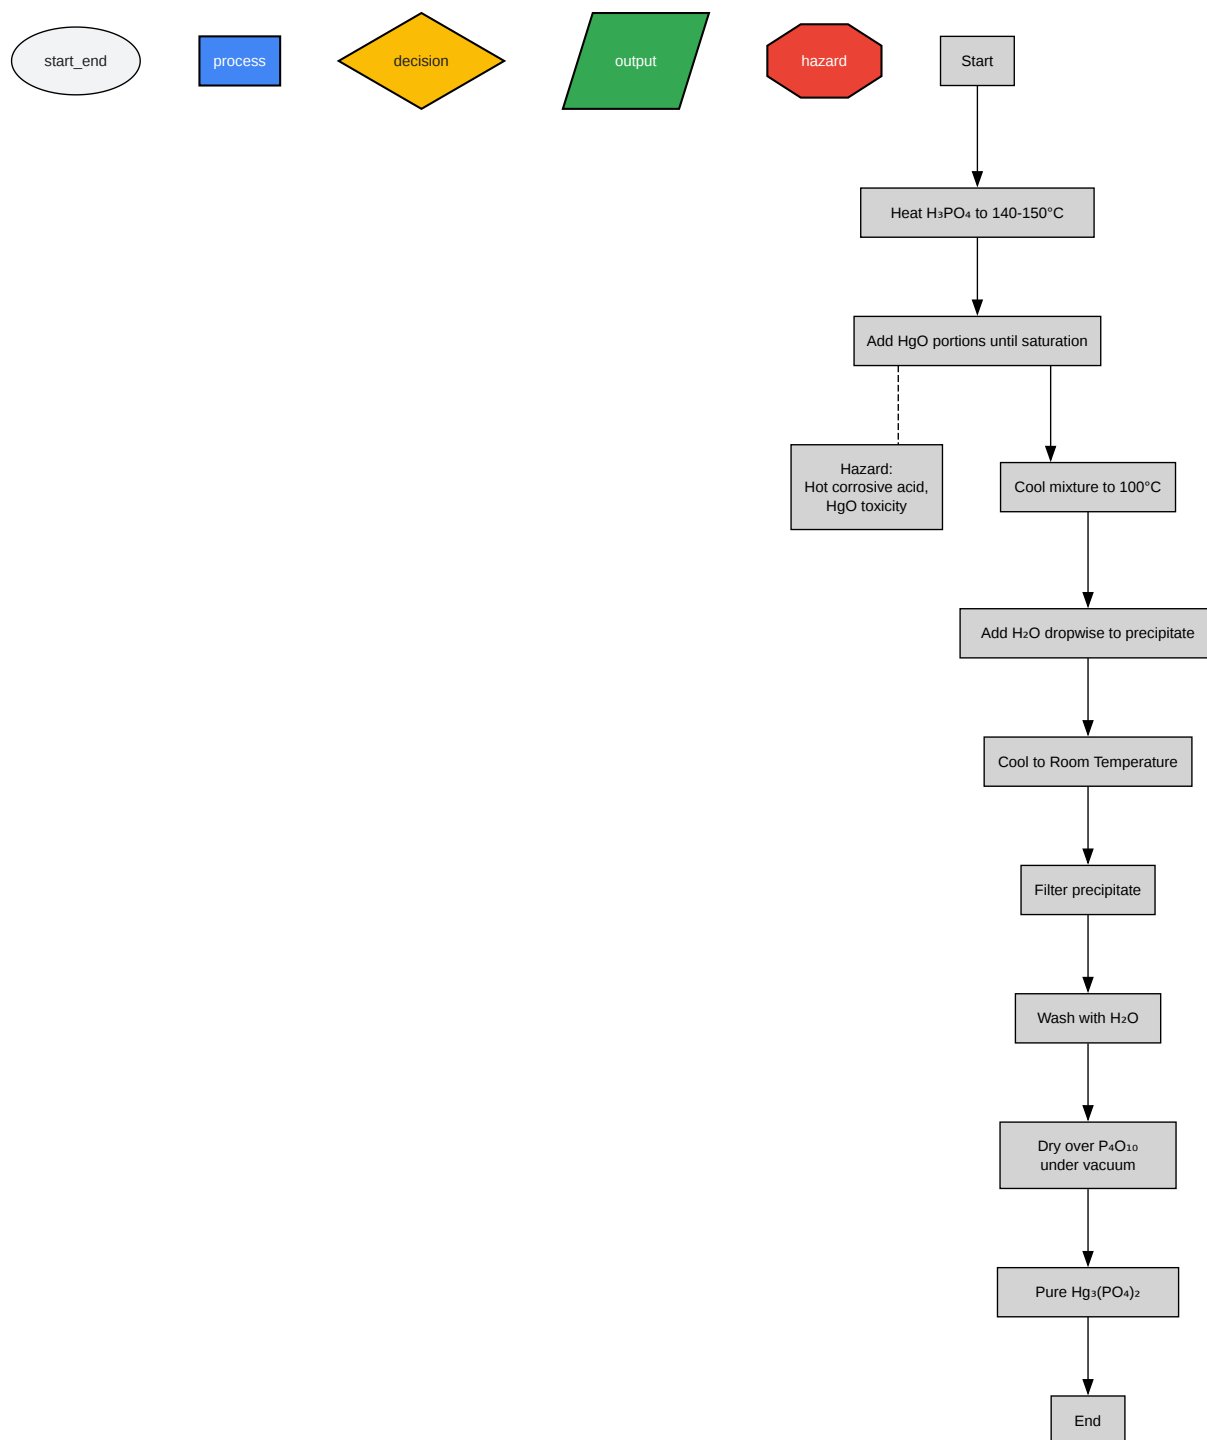 start_end
process
decision
output
hazard
Start
Heat H₃PO₄ to 140-150°C
Add HgO portions until saturation
Hazard:
Hot corrosive acid,
HgO toxicity
Cool mixture to 100°C
Add H₂O dropwise to precipitate
Cool to Room Temperature
Filter precipitate
Wash with H₂O
Dry over P₄O₁₀
under vacuum
Pure Hg₃(PO₄)₂
End